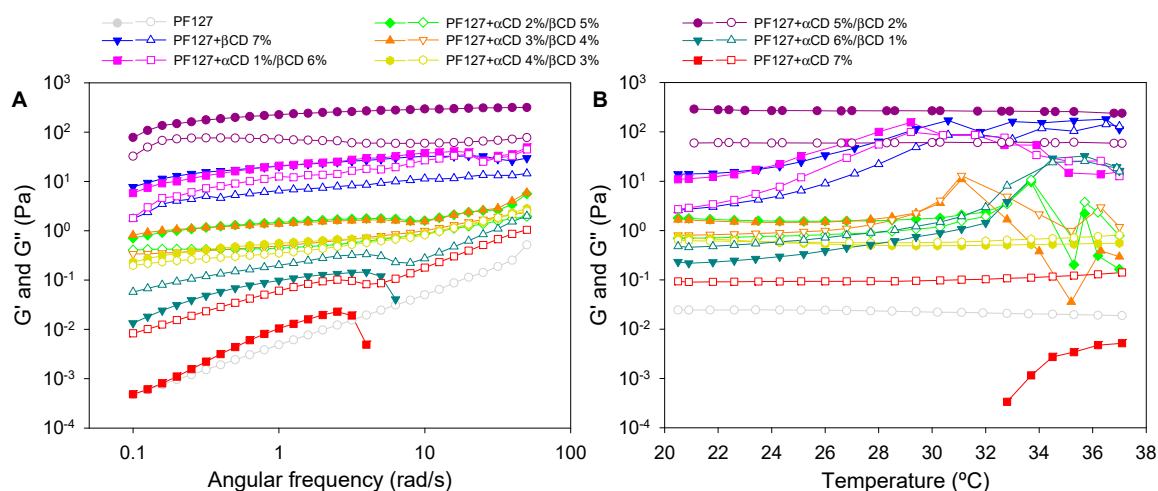 PF127
PF127+βCD 7%
PF127+αCD 1%/βCD 6%
PF127+αCD 2%/βCD 5%
PF127+αCD 3%/βCD 4%
PF127+αCD 4%/βCD 3%
PF127+αCD 5%/βCD 2%
PF127+αCD 6%/βCD 1%
PF127+αCD 7%
A
10³
10²
10¹
10⁰
10⁻¹
10⁻²
10⁻³
10⁻⁴
G' and G" (Pa)
0.1 1 10 100
Angular frequency (rad/s)
B
10³
10²
10¹
10⁰
10⁻¹
10⁻²
10⁻³
10⁻⁴
G' and G" (Pa)
20 22 24 26 28 30 32 34 36 38
Temperature (ºC)